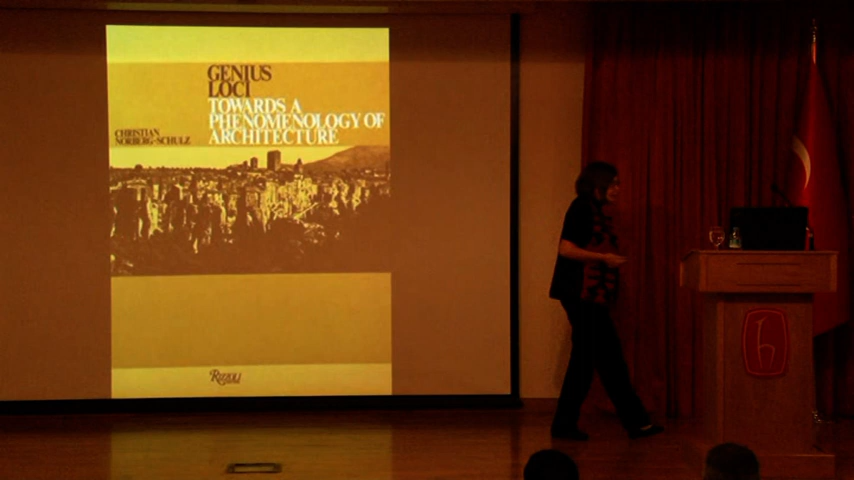 GENIUS
LOCI
TOWARDS A
PHENOMENOLOGY OF
ARCHITECTURE
CHRISTIAN
NORBERG-SCHULZ
RIZZOLI